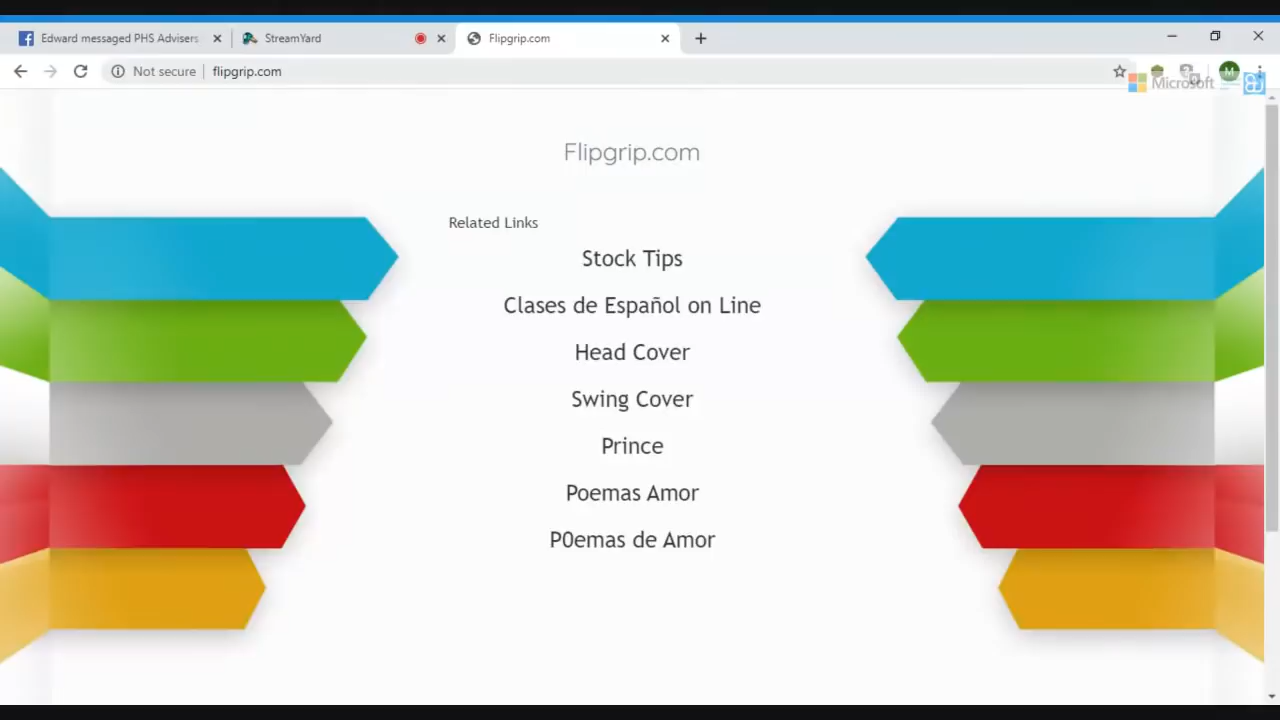 Edward messaged PHS Advisers
StreamYard
Flipgrip.com
Not secure
flipgrip.com
M
Microsoft
Flipgrip.com
Related Links
Stock Tips
Clases de Español on Line
Head Cover
Swing Cover
Prince
Poemas Amor
P0emas de Amor